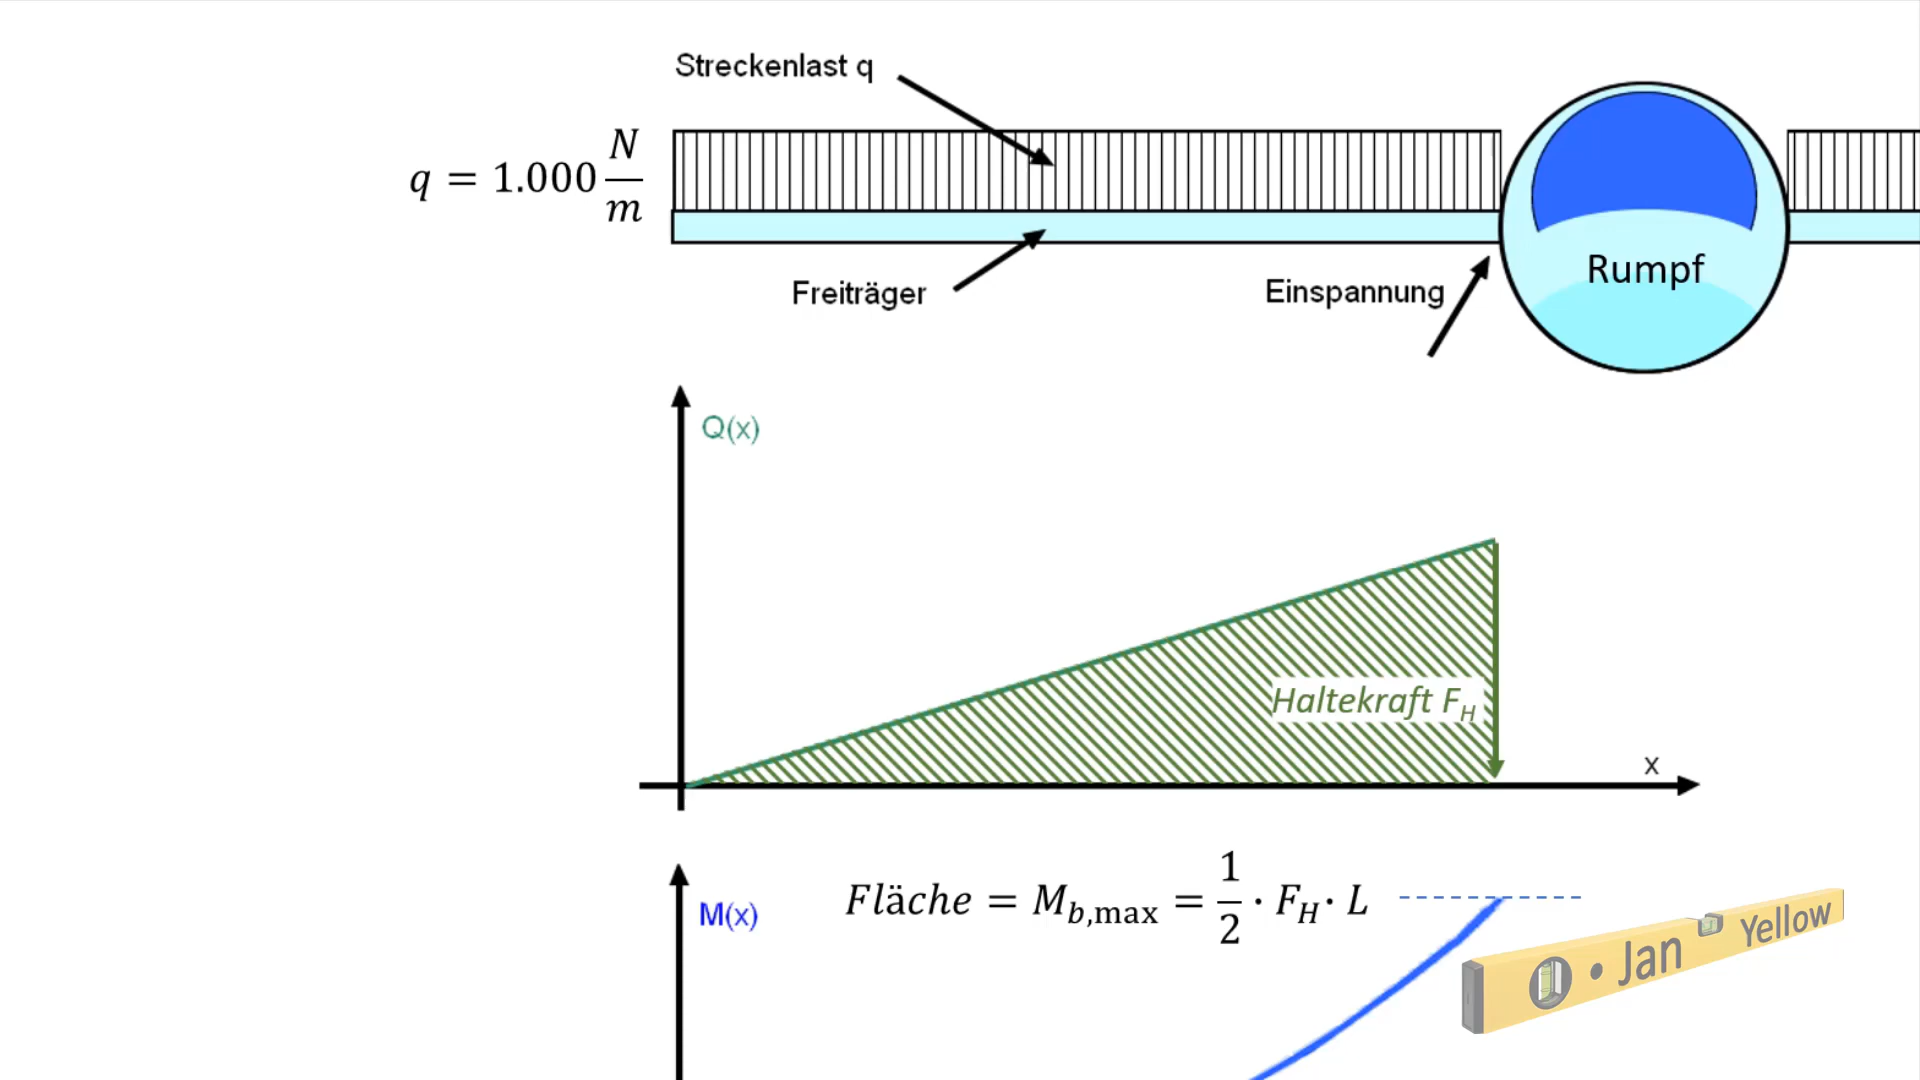 Streckenlast q
q = 1.000 N/m
Freiträger
Einspannung
Rumpf
Q(x)
Haltekraft F_H
x
M(x)
Fläche = M_b,max = 1/2 · F_H · L
• Jan Yellow